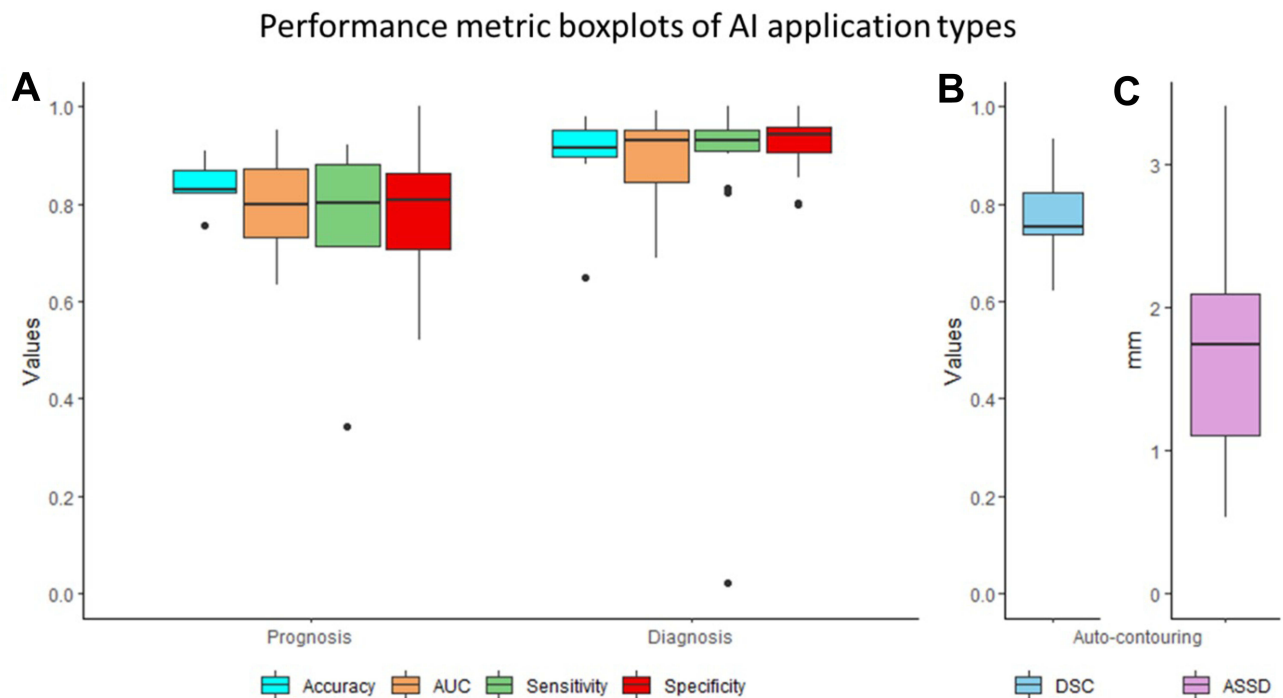 Performance metric boxplots of AI application types
A
B
C
1.0
0.8
0.6
0.4
0.2
0.0
Values
Prognosis
Diagnosis
Accuracy
AUC
Sensitivity
Specificity
1.0
0.8
0.6
0.4
0.2
0.0
Values
3
2
1
0
mm
Auto-contouring
DSC
ASSD